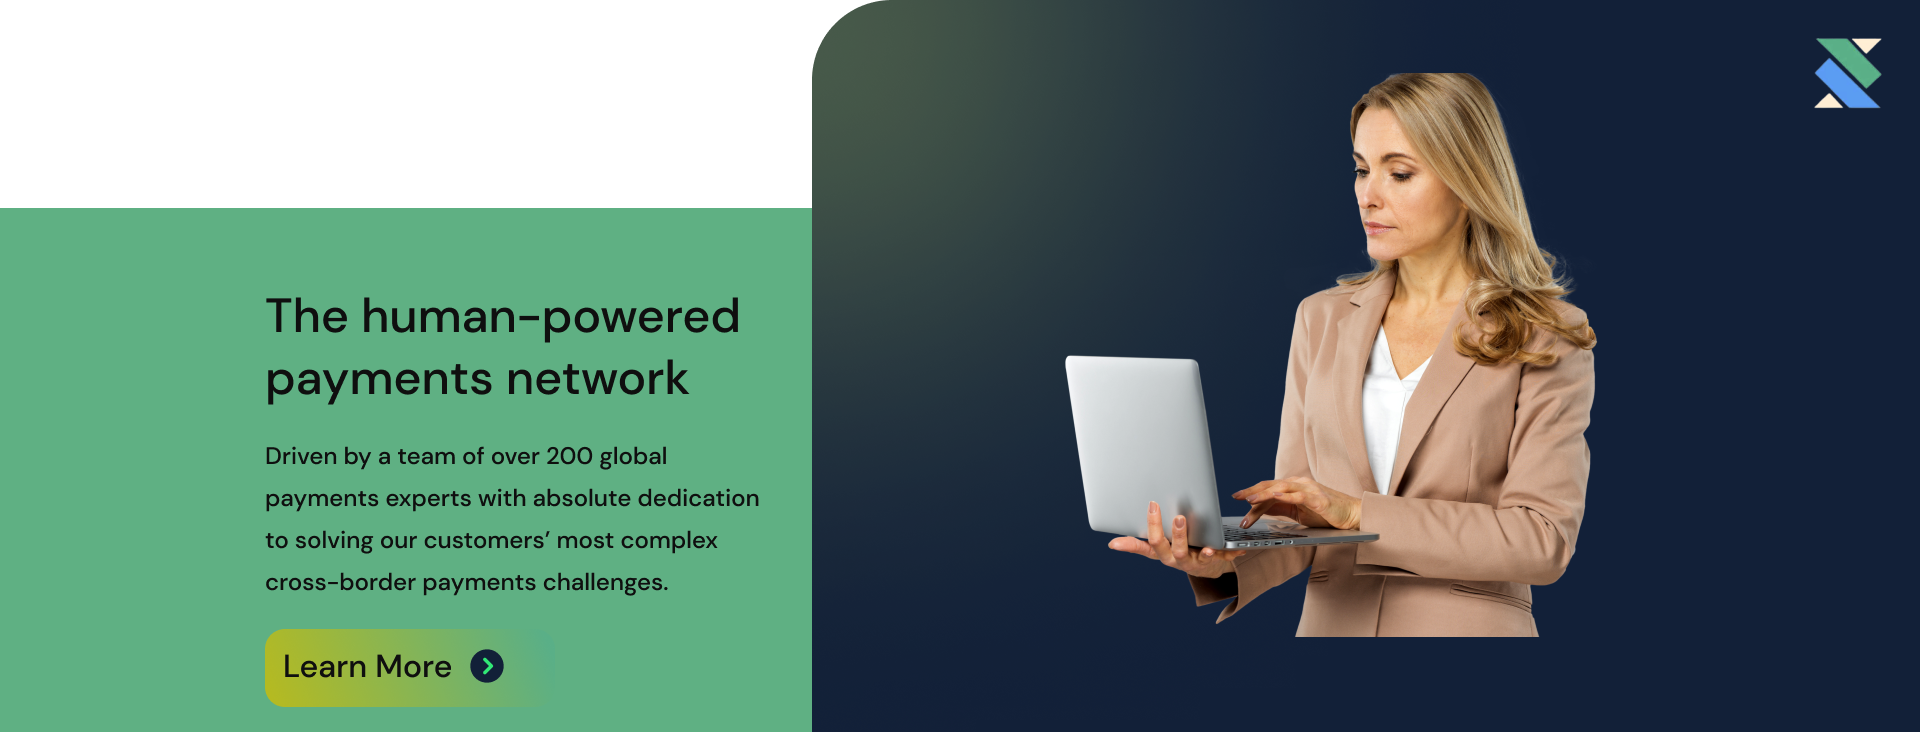 The human-powered
payments network
Driven by a team of over 200 global
payments experts with absolute dedication
to solving our customers’ most complex
cross-border payments challenges.
Learn More